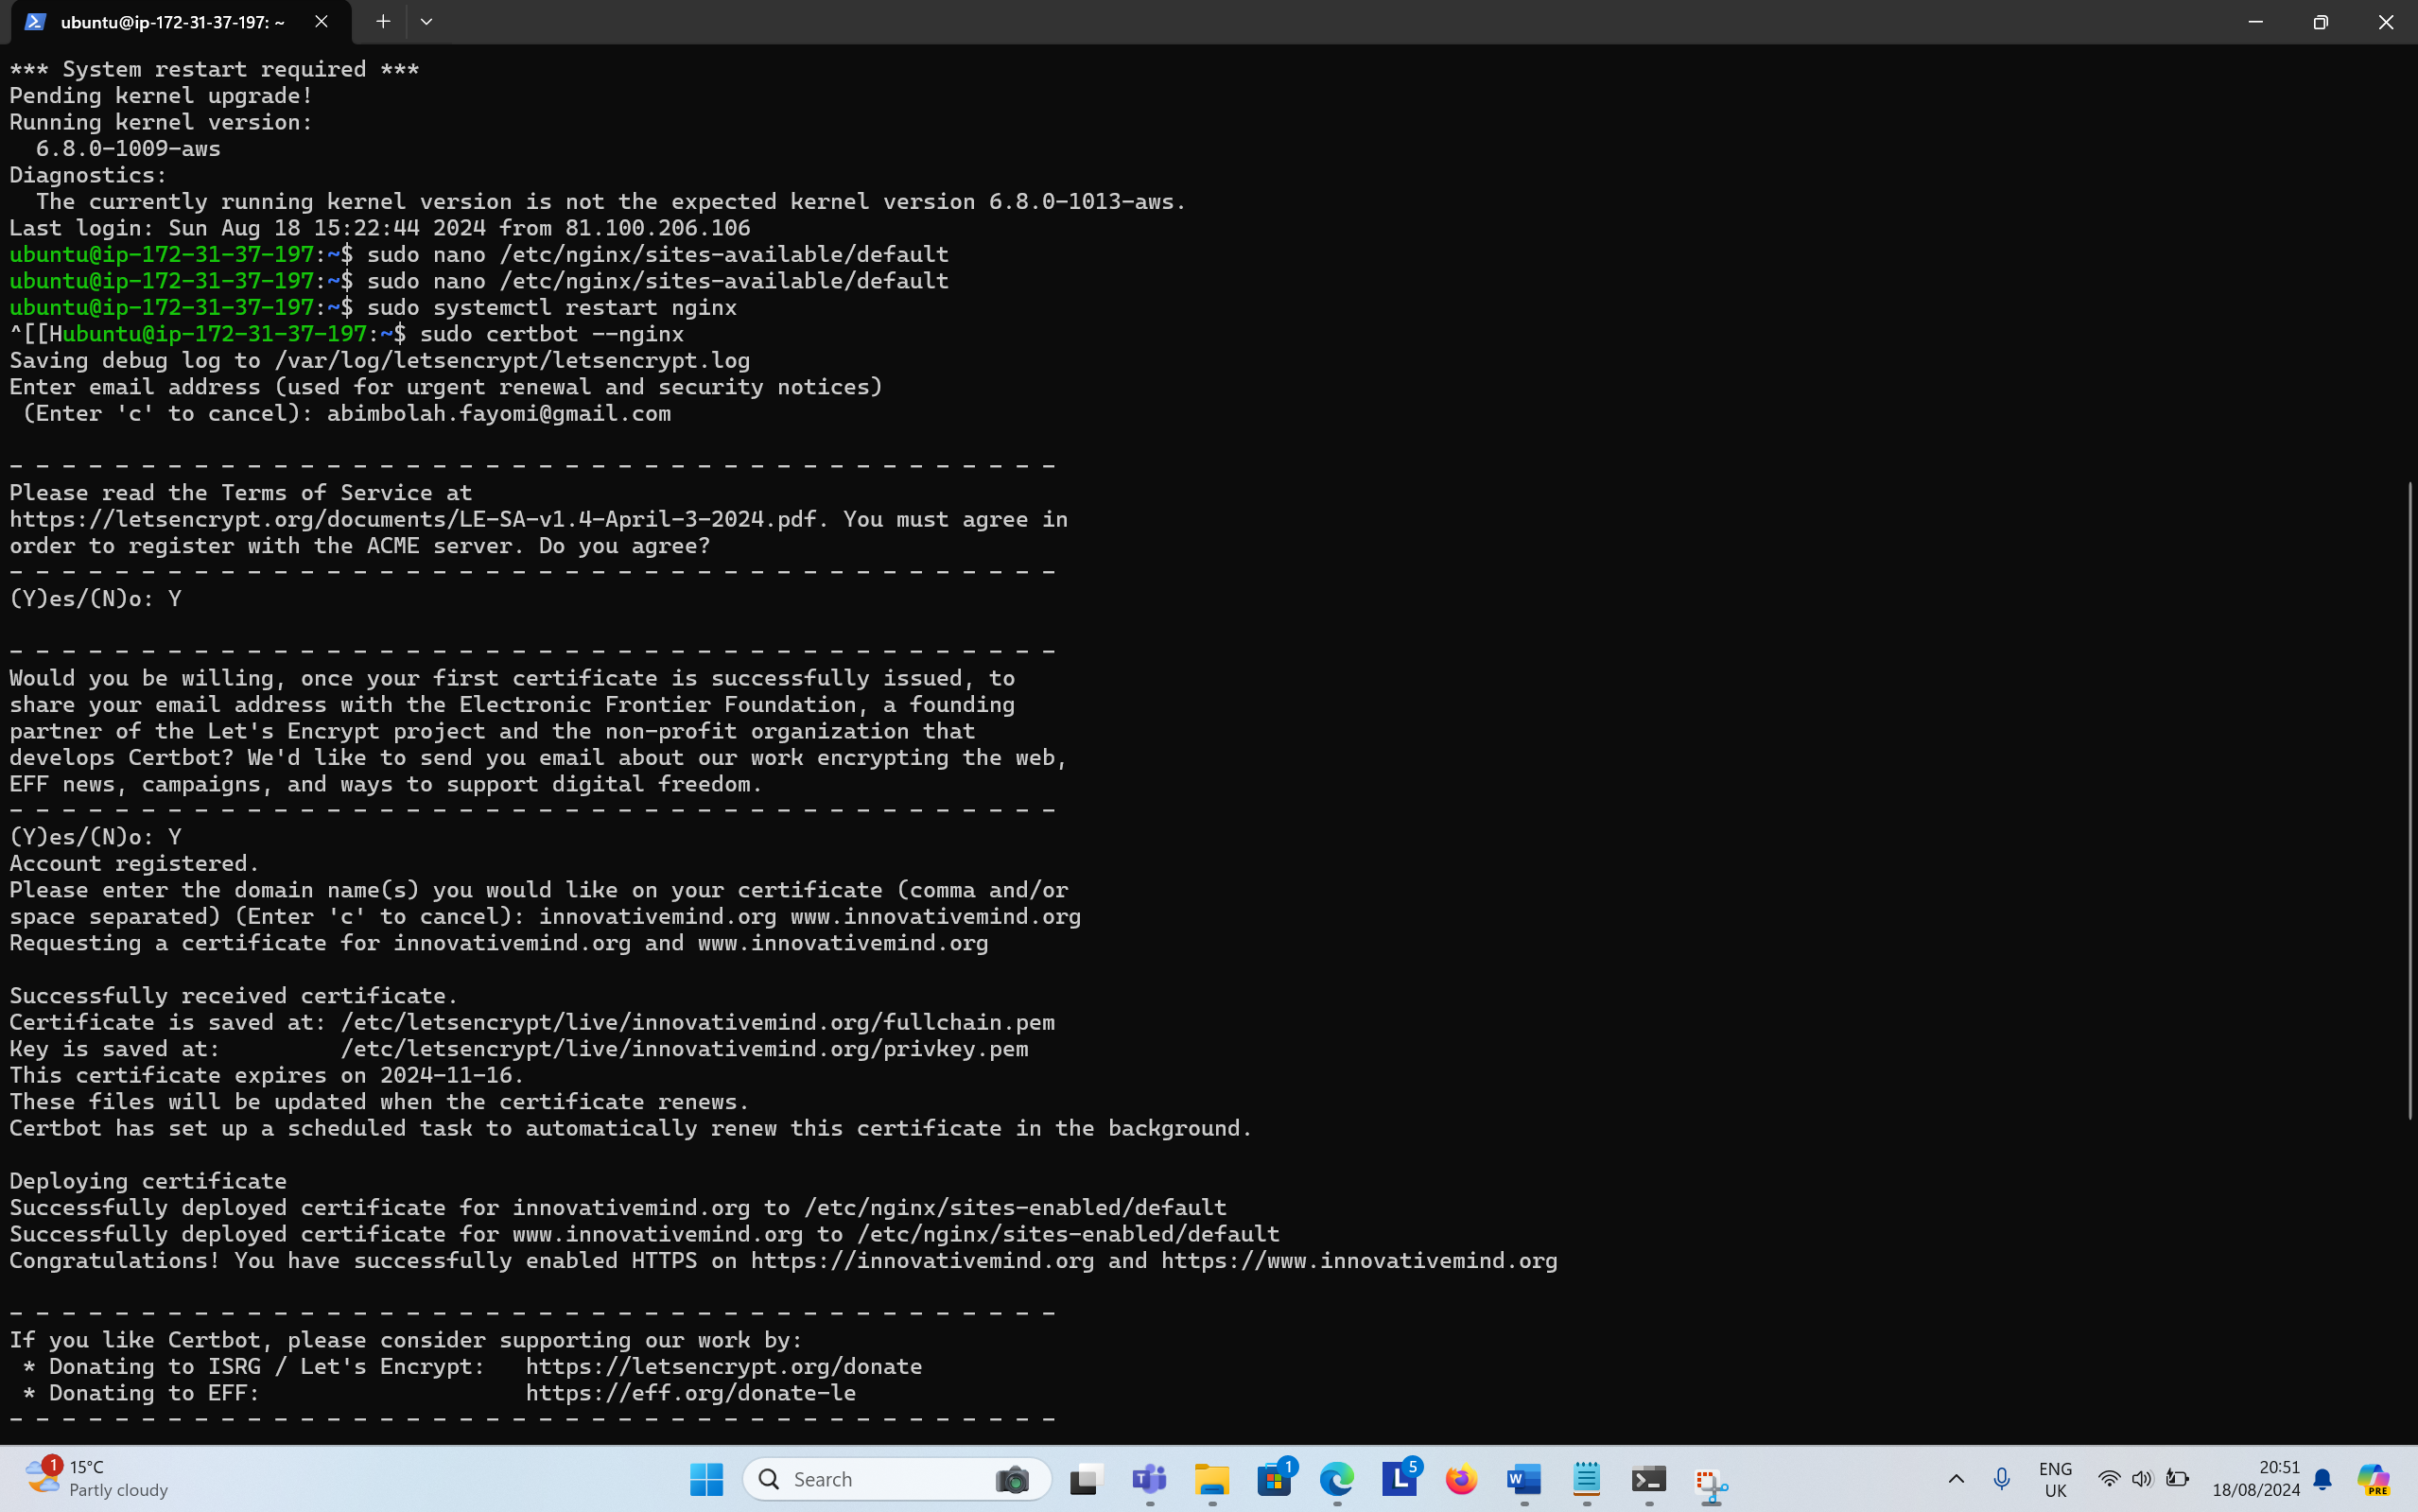 ubuntu@ip-172-31-37-197: ~
*** System restart required ***
Pending kernel upgrade!
Running kernel version:
  6.8.0-1009-aws
Diagnostics:
  The currently running kernel version is not the expected kernel version 6.8.0-1013-aws.
Last login: Sun Aug 18 15:22:44 2024 from 81.100.206.106
ubuntu@ip-172-31-37-197:~$ sudo nano /etc/nginx/sites-available/default
ubuntu@ip-172-31-37-197:~$ sudo nano /etc/nginx/sites-available/default
ubuntu@ip-172-31-37-197:~$ sudo systemctl restart nginx
^[[Hubuntu@ip-172-31-37-197:~$ sudo certbot --nginx
Saving debug log to /var/log/letsencrypt/letsencrypt.log
Enter email address (used for urgent renewal and security notices)
 (Enter 'c' to cancel): abimbolah.fayomi@gmail.com
- - - - - - - - - - - - - - - - - - - - - - - - - - - - - - - - - - - - - - - -
Please read the Terms of Service at
https://letsencrypt.org/documents/LE-SA-v1.4-April-3-2024.pdf. You must agree in
order to register with the ACME server. Do you agree?
- - - - - - - - - - - - - - - - - - - - - - - - - - - - - - - - - - - - - - - -
(Y)es/(N)o: Y
- - - - - - - - - - - - - - - - - - - - - - - - - - - - - - - - - - - - - - - -
Would you be willing, once your first certificate is successfully issued, to
share your email address with the Electronic Frontier Foundation, a founding
partner of the Let's Encrypt project and the non-profit organization that
develops Certbot? We'd like to send you email about our work encrypting the web,
EFF news, campaigns, and ways to support digital freedom.
- - - - - - - - - - - - - - - - - - - - - - - - - - - - - - - - - - - - - - - -
(Y)es/(N)o: Y
Account registered.
Please enter the domain name(s) you would like on your certificate (comma and/or
space separated) (Enter 'c' to cancel): innovativemind.org www.innovativemind.org
Requesting a certificate for innovativemind.org and www.innovativemind.org
Successfully received certificate.
Certificate is saved at: /etc/letsencrypt/live/innovativemind.org/fullchain.pem
Key is saved at:         /etc/letsencrypt/live/innovativemind.org/privkey.pem
This certificate expires on 2024-11-16.
These files will be updated when the certificate renews.
Certbot has set up a scheduled task to automatically renew this certificate in the background.
Deploying certificate
Successfully deployed certificate for innovativemind.org to /etc/nginx/sites-enabled/default
Successfully deployed certificate for www.innovativemind.org to /etc/nginx/sites-enabled/default
Congratulations! You have successfully enabled HTTPS on https://innovativemind.org and https://www.innovativemind.org
- - - - - - - - - - - - - - - - - - - - - - - - - - - - - - - - - - - - - - - -
If you like Certbot, please consider supporting our work by:
 * Donating to ISRG / Let's Encrypt:   https://letsencrypt.org/donate
 * Donating to EFF:                    https://eff.org/donate-le
- - - - - - - - - - - - - - - - - - - - - - - - - - - - - - - - - - - - - - - -
1
15°C
Partly cloudy
Search
T
1
L
5
W
ENG
UK
20:51
18/08/2024
PRE